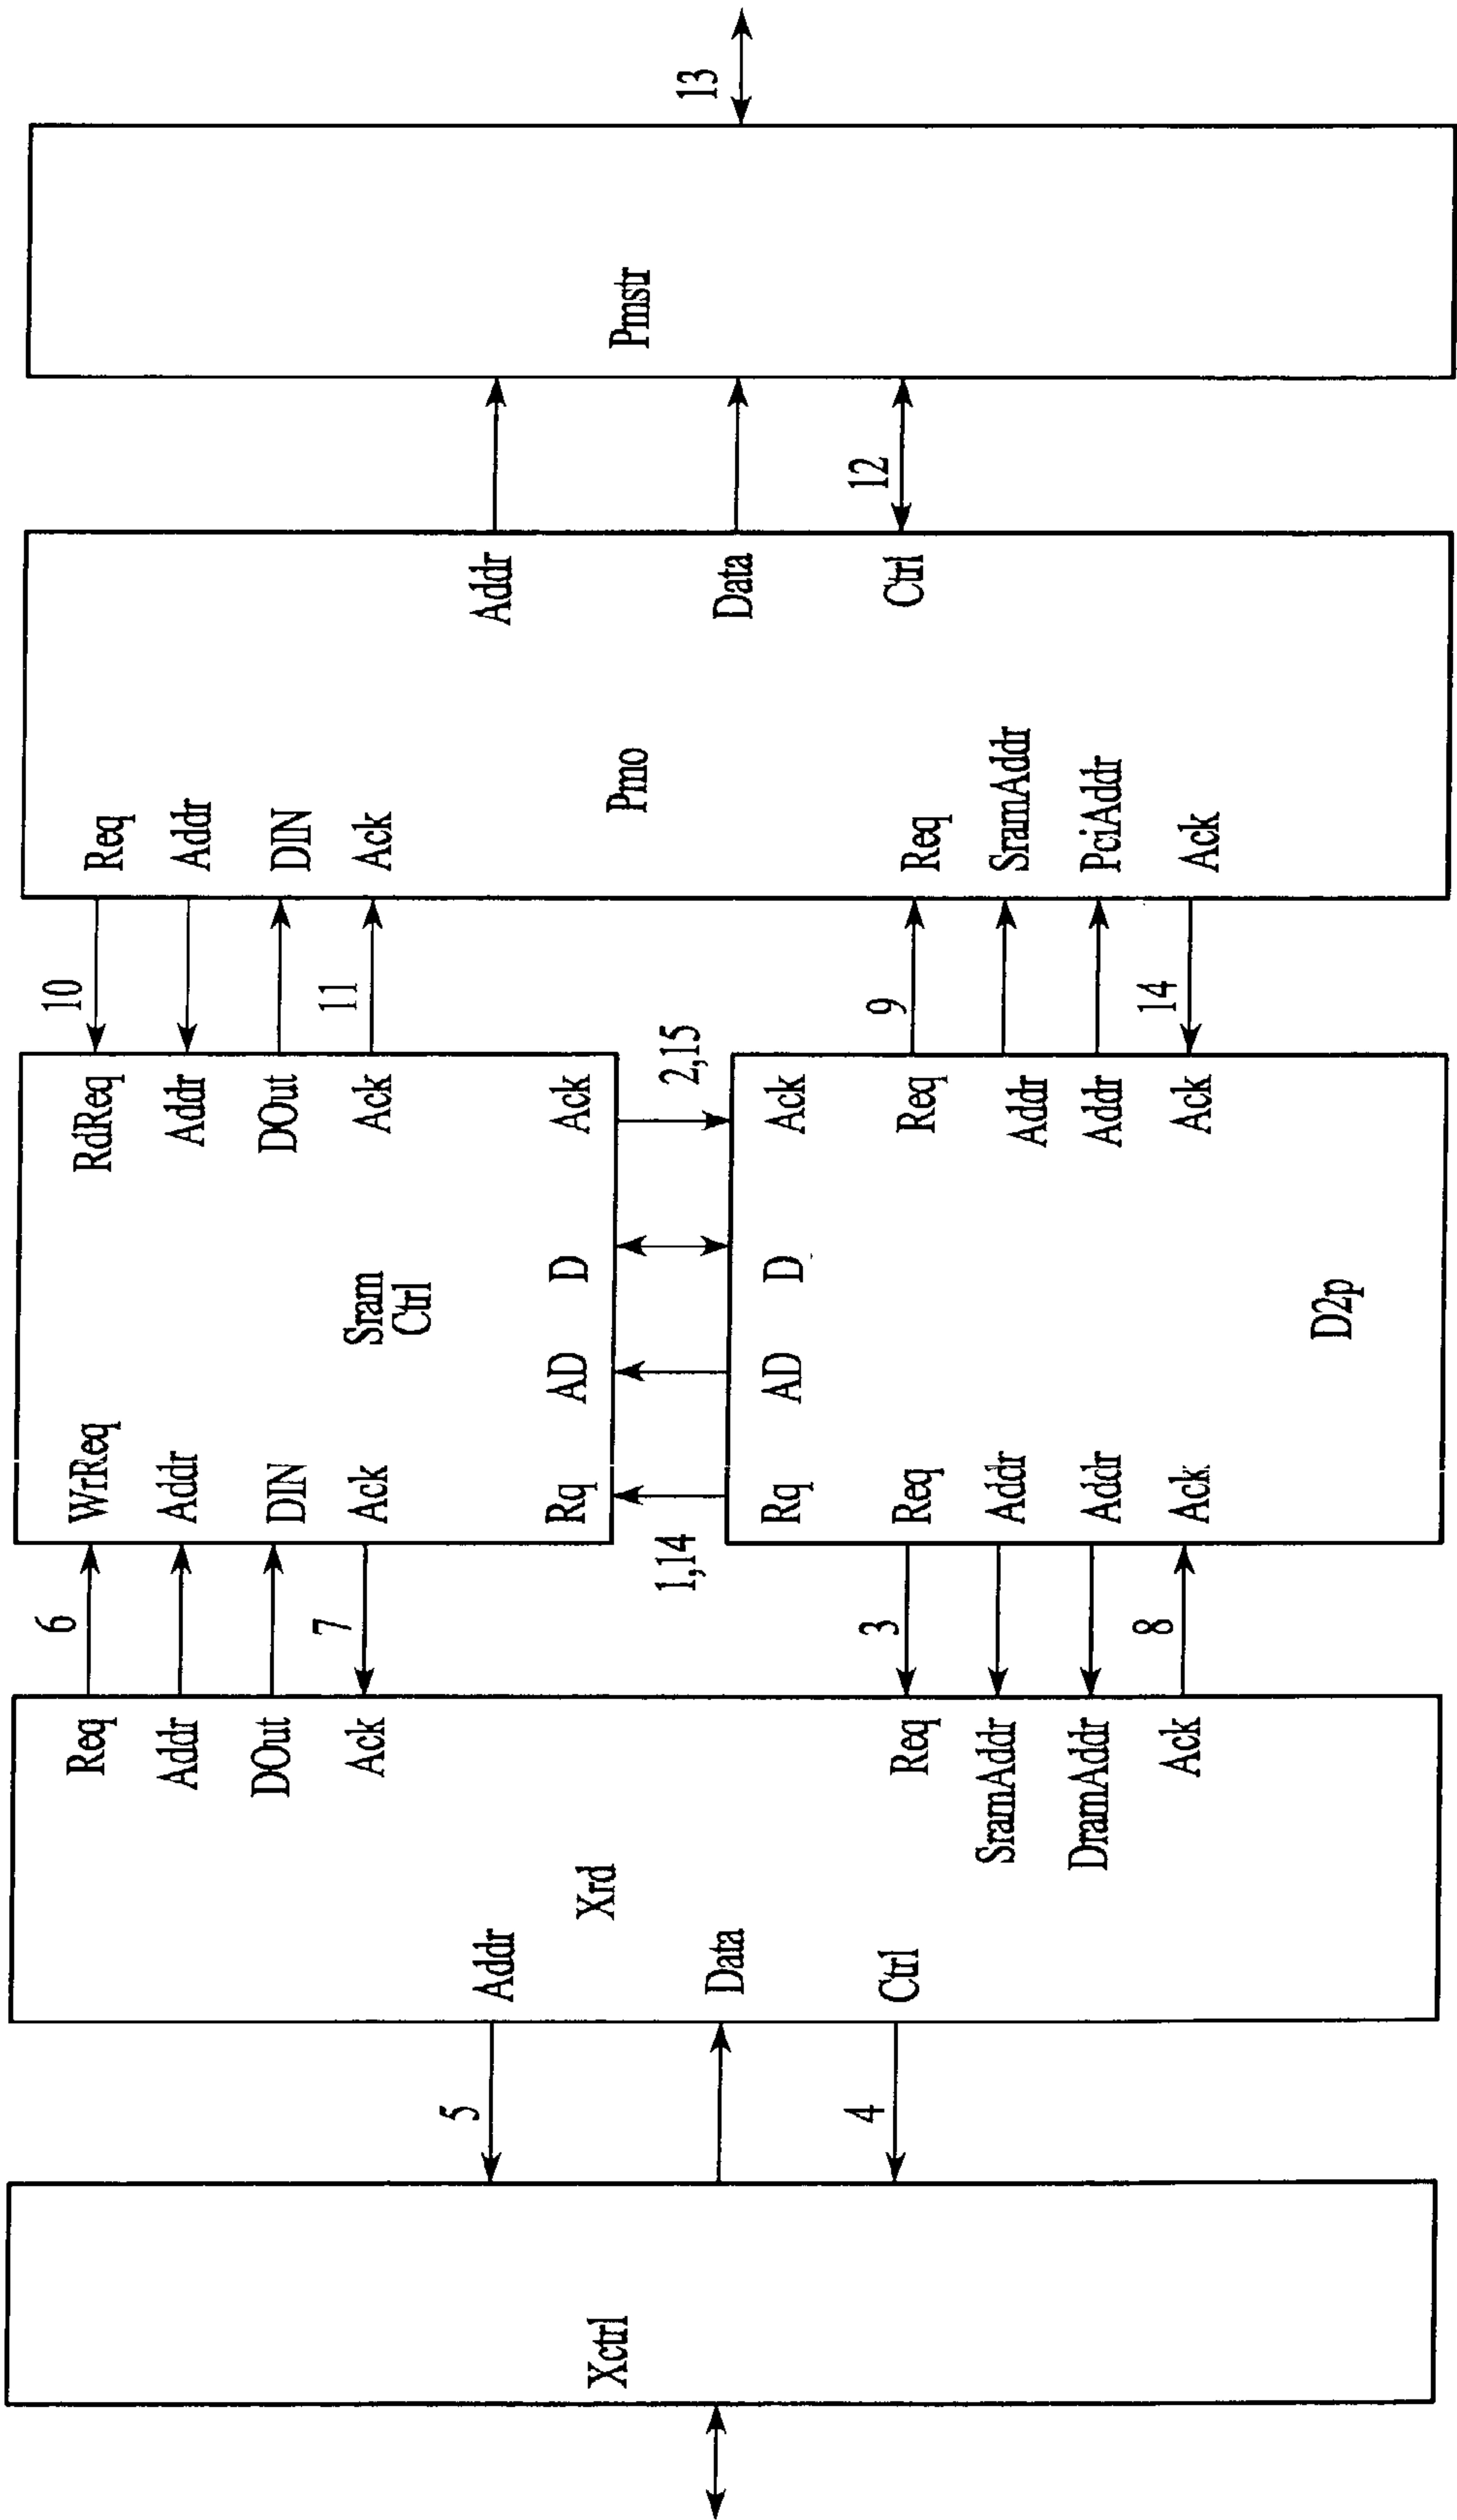 Xctrl
5
4
Addr
Data
Ctrl
Xrd
Req
Addr
DOut
Ack
Req
SramAddr
DramAddr
Ack
6
7
3
8
WrReq
Addr
DIN
Ack
Sram
Ctrl
RdReq
Addr
DOut
Ack
Rq
AD
D
Ack
1,14
2,15
Rq
AD
D
Ack
Req
Addr
Addr
Ack
D2p
Req
Addr
Addr
Ack
10
11
9
14
Req
Addr
DIN
Ack
Pmo
Req
SramAddr
PciAddr
Ack
Addr
Data
Ctrl
12
Pmstr
13